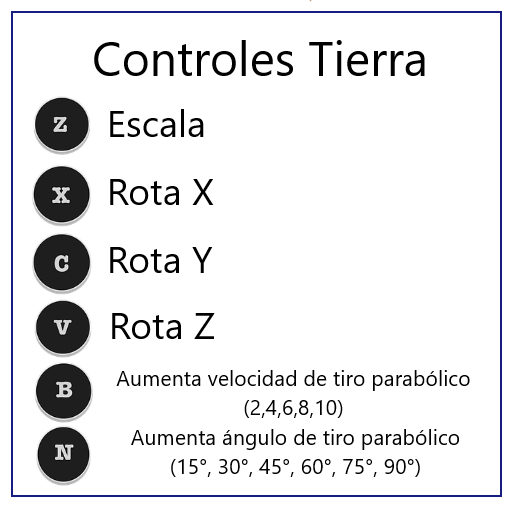 Controles Tierra
Z Escala
X Rota X
C Rota Y
V Rota Z
B Aumenta velocidad de tiro parabólico
(2,4,6,8,10)
N Aumenta ángulo de tiro parabólico
(15°, 30°, 45°, 60°, 75°, 90°)